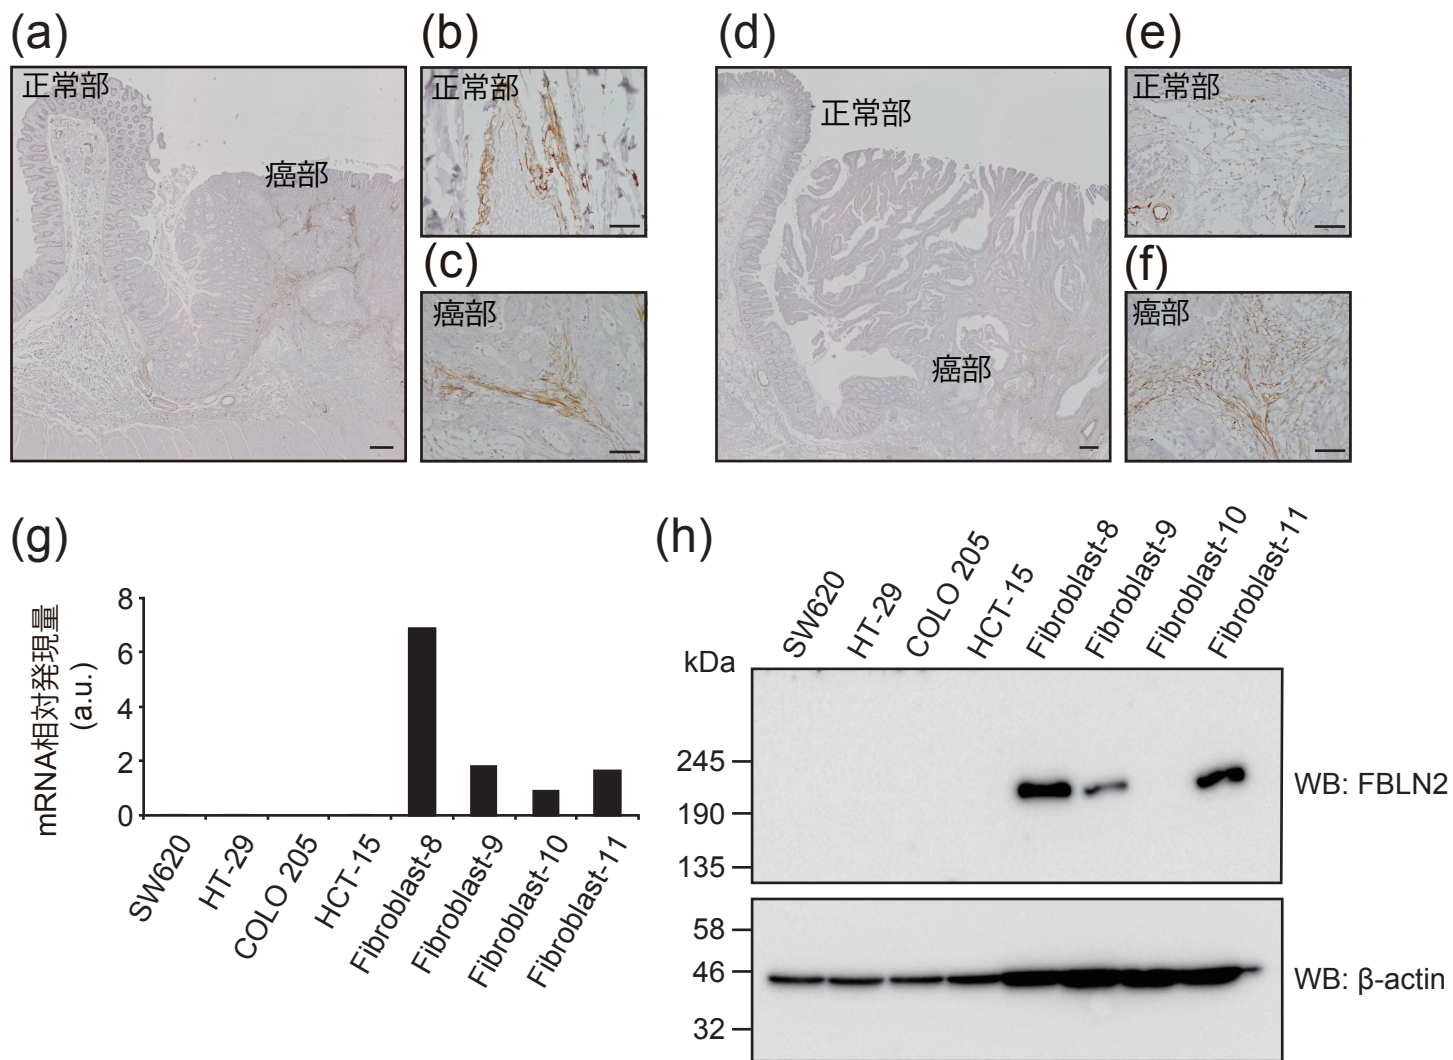 (a)
正常部
癌部
(b)
正常部
(c)
癌部
(d)
正常部
癌部
(e)
正常部
(f)
癌部
(g)
mRNA相対発現量
(a.u.)
8
6
4
2
0
SW620
HT-29
COLO 205
HCT-15
Fibroblast-8
Fibroblast-9
Fibroblast-10
Fibroblast-11
(h)
SW620
HT-29
COLO 205
HCT-15
Fibroblast-8
Fibroblast-9
Fibroblast-10
Fibroblast-11
kDa
245
190
135
WB: FBLN2
58
46
32
WB: β-actin